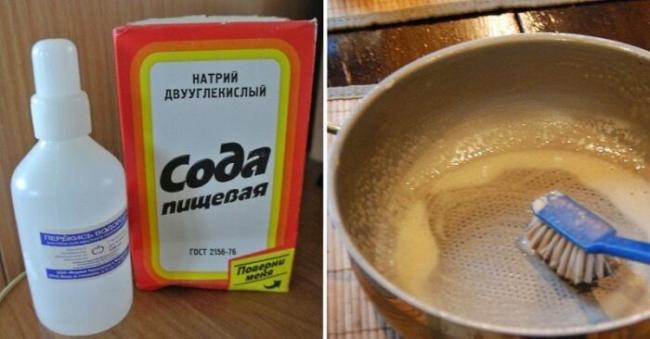 ПЕРЕКИСЬ ВОДОРОДА
НАТРИЙ
ДВУУГЛЕКИСЛЫЙ
Сода
пищевая
ГОСТ 2156-76
Поверни
меня